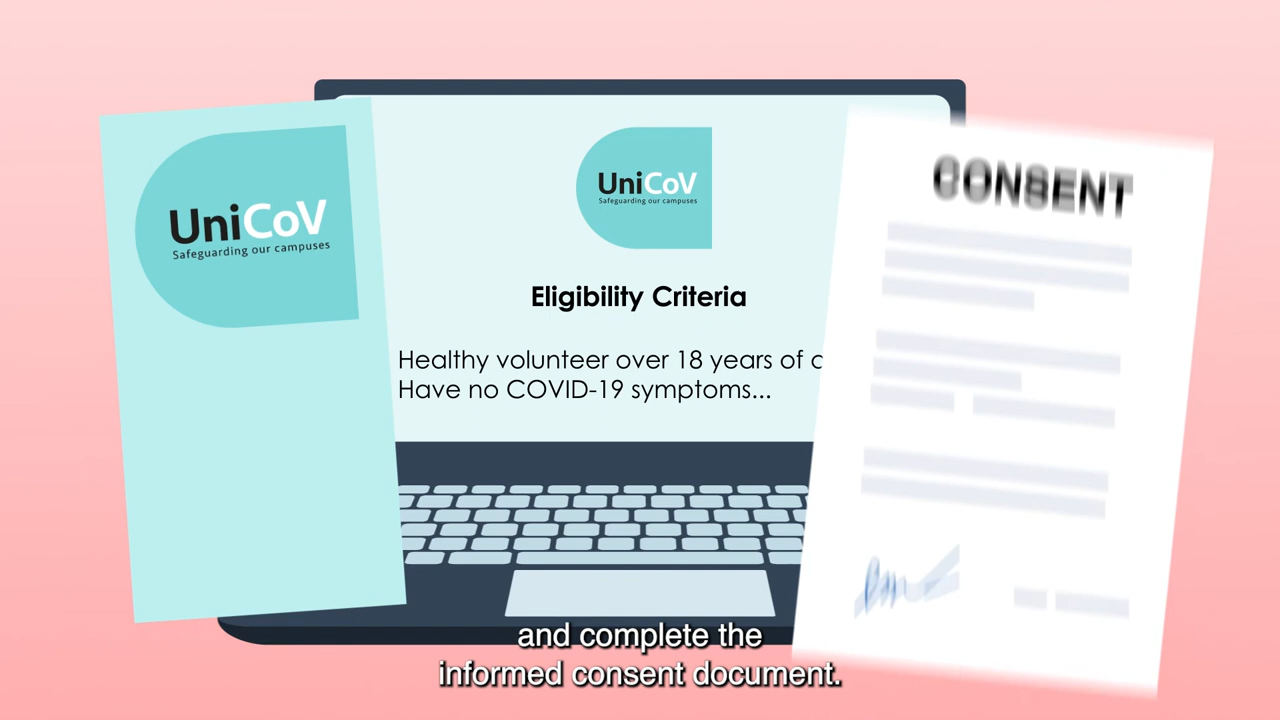 UniCoV
Safeguarding our campuses
UniCoV
Safeguarding our campuses
CONSENT
Eligibility Criteria
Healthy volunteer over 18 years of
Have no COVID-19 symptoms...
and complete the
informed consent document.